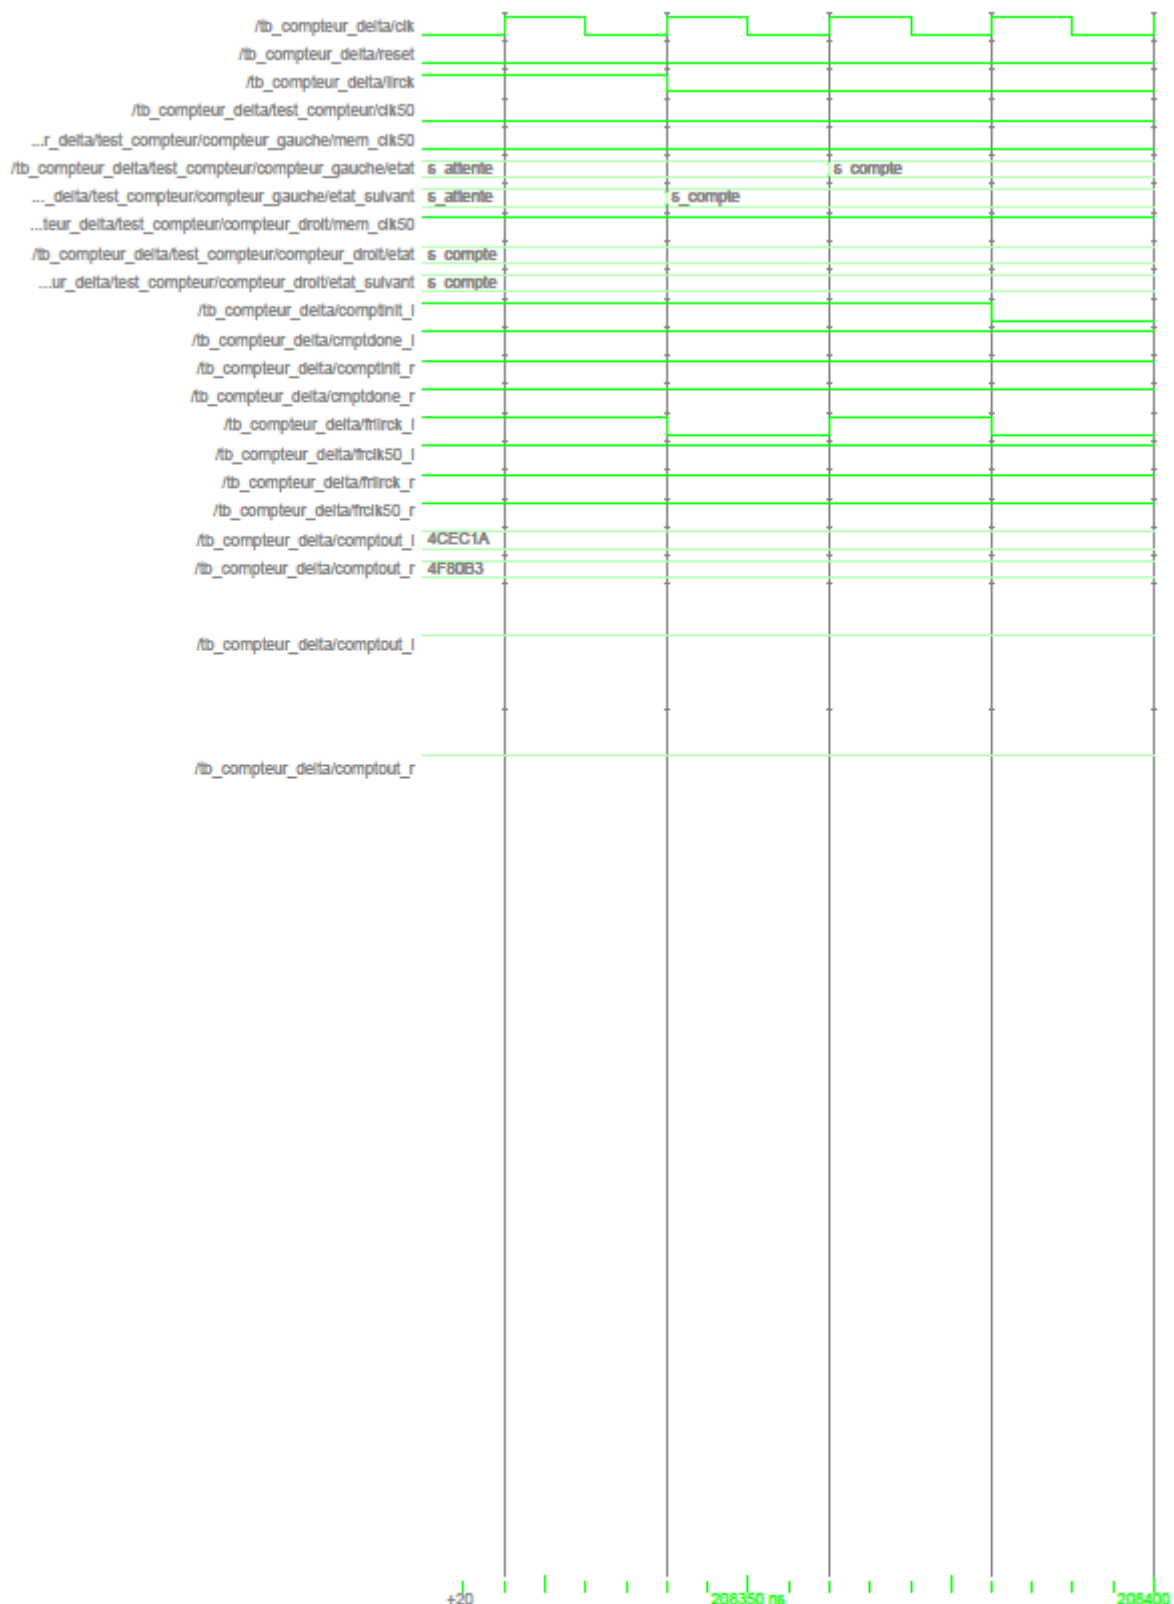 /tb_compteur_delta/clk
/tb_compteur_delta/reset
/tb_compteur_delta/lrck
/tb_compteur_delta/test_compteur/clk50
...r_delta/test_compteur/compteur_gauche/mem_clk50
/tb_compteur_delta/test_compteur/compteur_gauche/etat s_attente s_compte
..._delta/test_compteur/compteur_gauche/etat_suivant s_attente s_compte
...teur_delta/test_compteur/compteur_droit/mem_clk50
/tb_compteur_delta/test_compteur/compteur_droit/etat s_compte
...ur_delta/test_compteur/compteur_droit/etat_suivant s_compte
/tb_compteur_delta/comptinit_l
/tb_compteur_delta/cmptdone_l
/tb_compteur_delta/comptinit_r
/tb_compteur_delta/cmptdone_r
/tb_compteur_delta/frlrck_l
/tb_compteur_delta/frclk50_l
/tb_compteur_delta/frlrck_r
/tb_compteur_delta/frclk50_r
/tb_compteur_delta/comptout_l 4CEC1A
/tb_compteur_delta/comptout_r 4F80B3
/tb_compteur_delta/comptout_l
/tb_compteur_delta/comptout_r
+20 208350 ns 208400